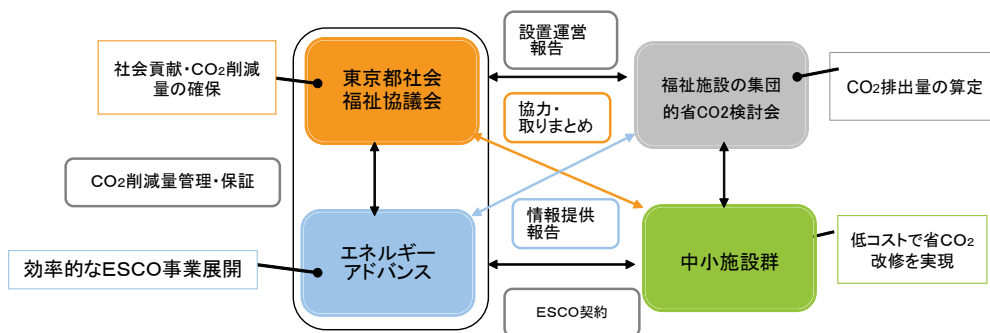 社会貢献・CO₂削減
量の確保
東京都社会
福祉協議会
設置運営
報告
福祉施設の集団
的省CO2検討会
CO₂排出量の算定
協力・
取りまとめ
CO₂削減量管理・保証
情報提供
報告
効率的なESCO事業展開
エネルギー
アドバンス
中小施設群
低コストで省CO₂
改修を実現
ESCO契約